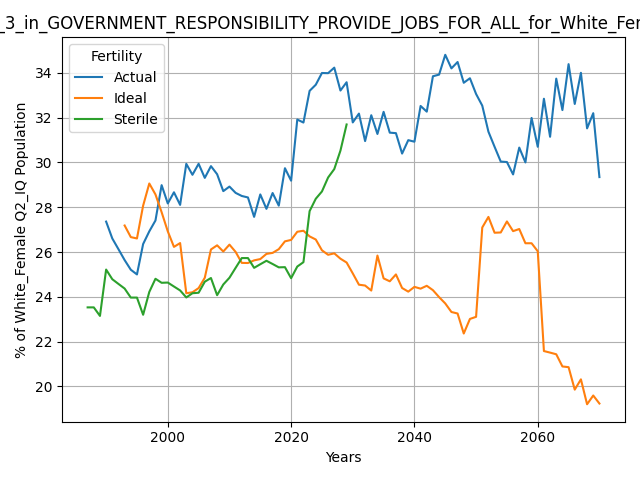 _3_in_GOVERNMENT_RESPONSIBILITY_PROVIDE_JOBS_FOR_ALL_for_White_Fem
Fertility
Actual
Ideal
Sterile
% of White_Female Q2_IQ Population
34
32
30
28
26
24
22
20
2000 2020 2040 2060
Years